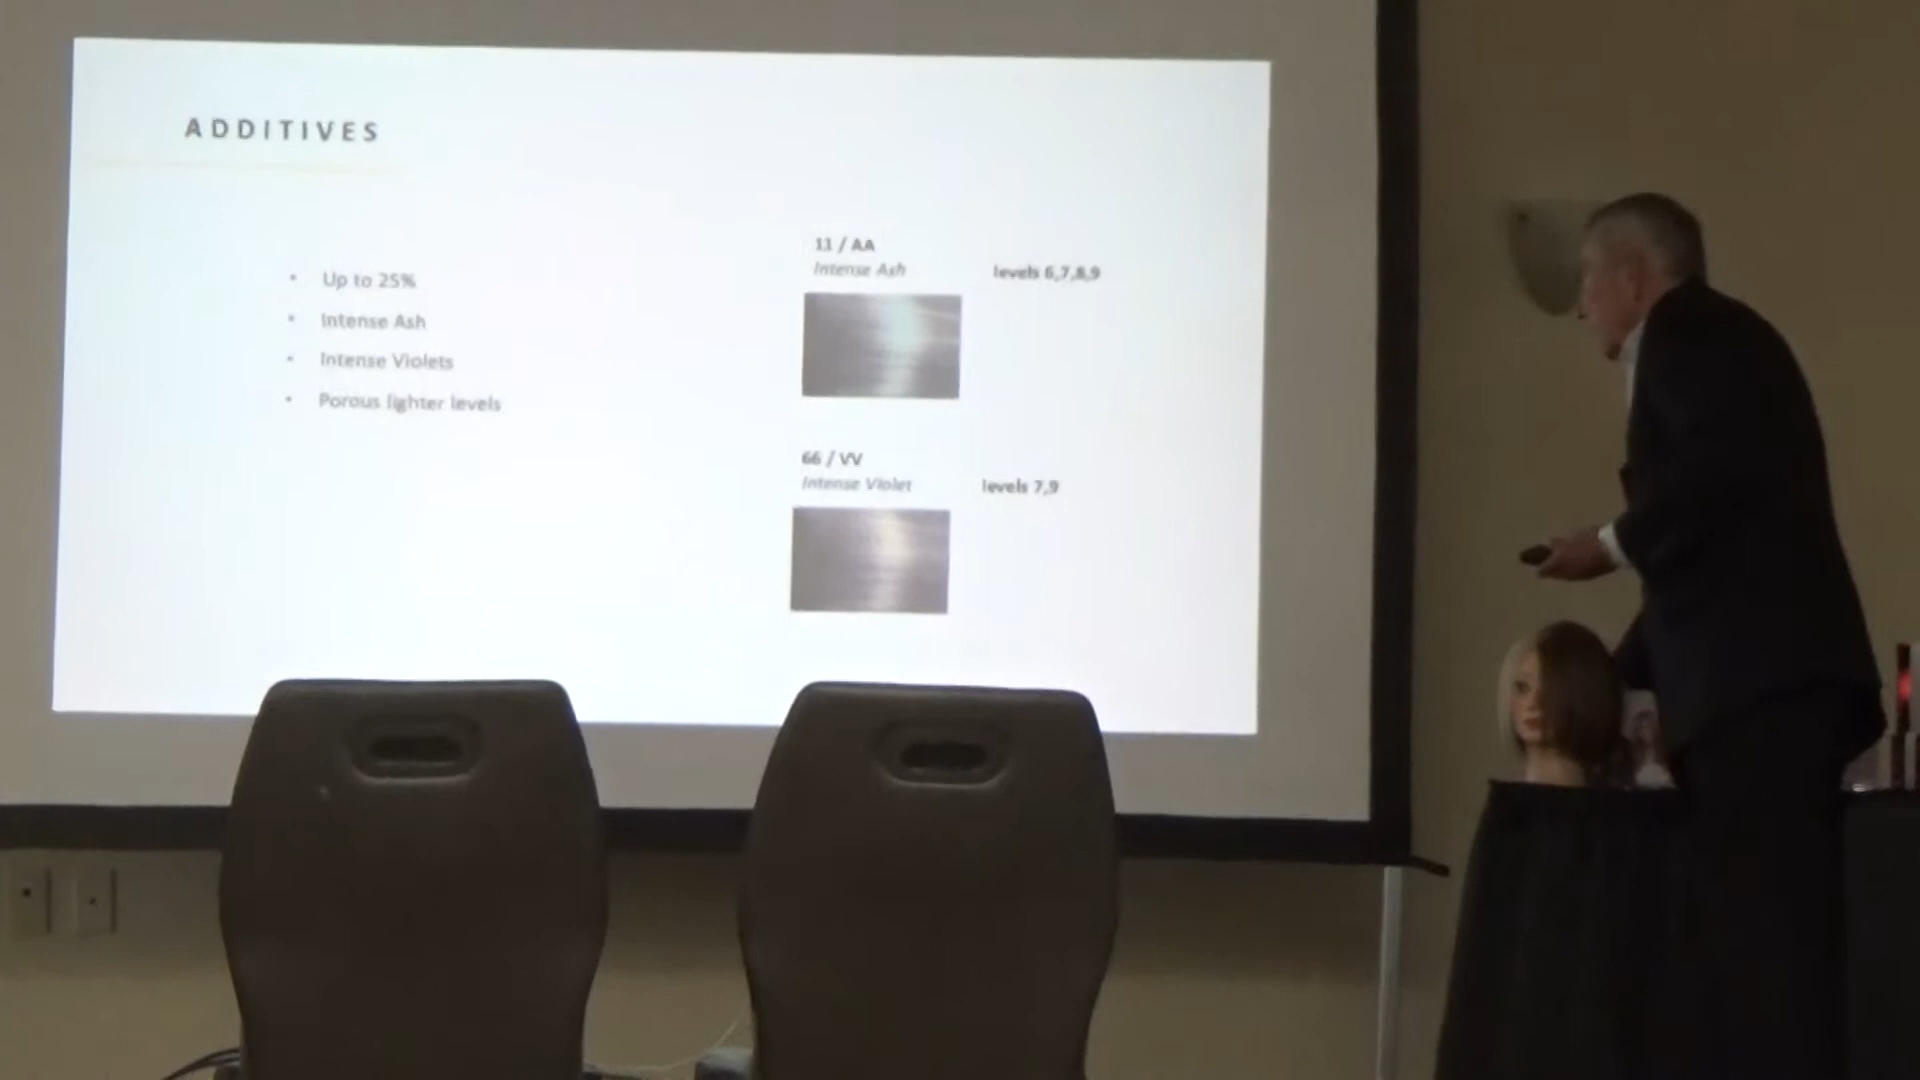 ADDITIVES
• Up to 25%
• Intense Ash
• Intense Violets
• Porous lighter levels
11 / AA
Intense Ash
levels 6,7,8,9
66 / VV
Intense Violet
levels 7,9